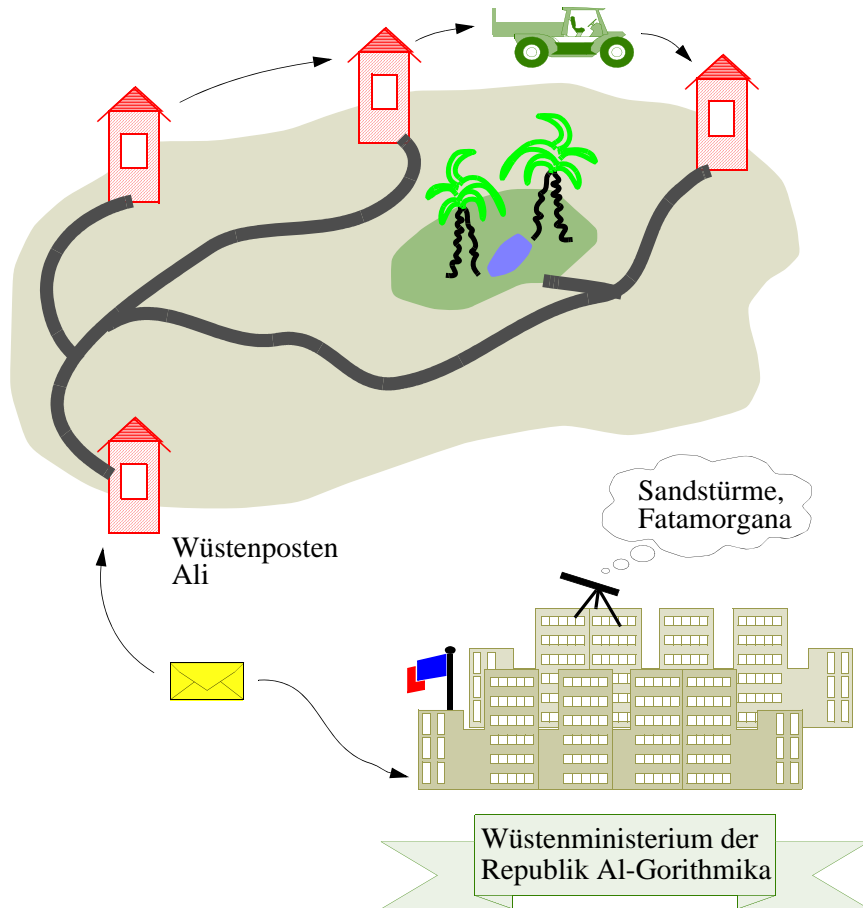 Sandstürme,
Fatamorgana
Wüstenposten
Ali
Wüstenministerium der
Republik Al-Gorithmika